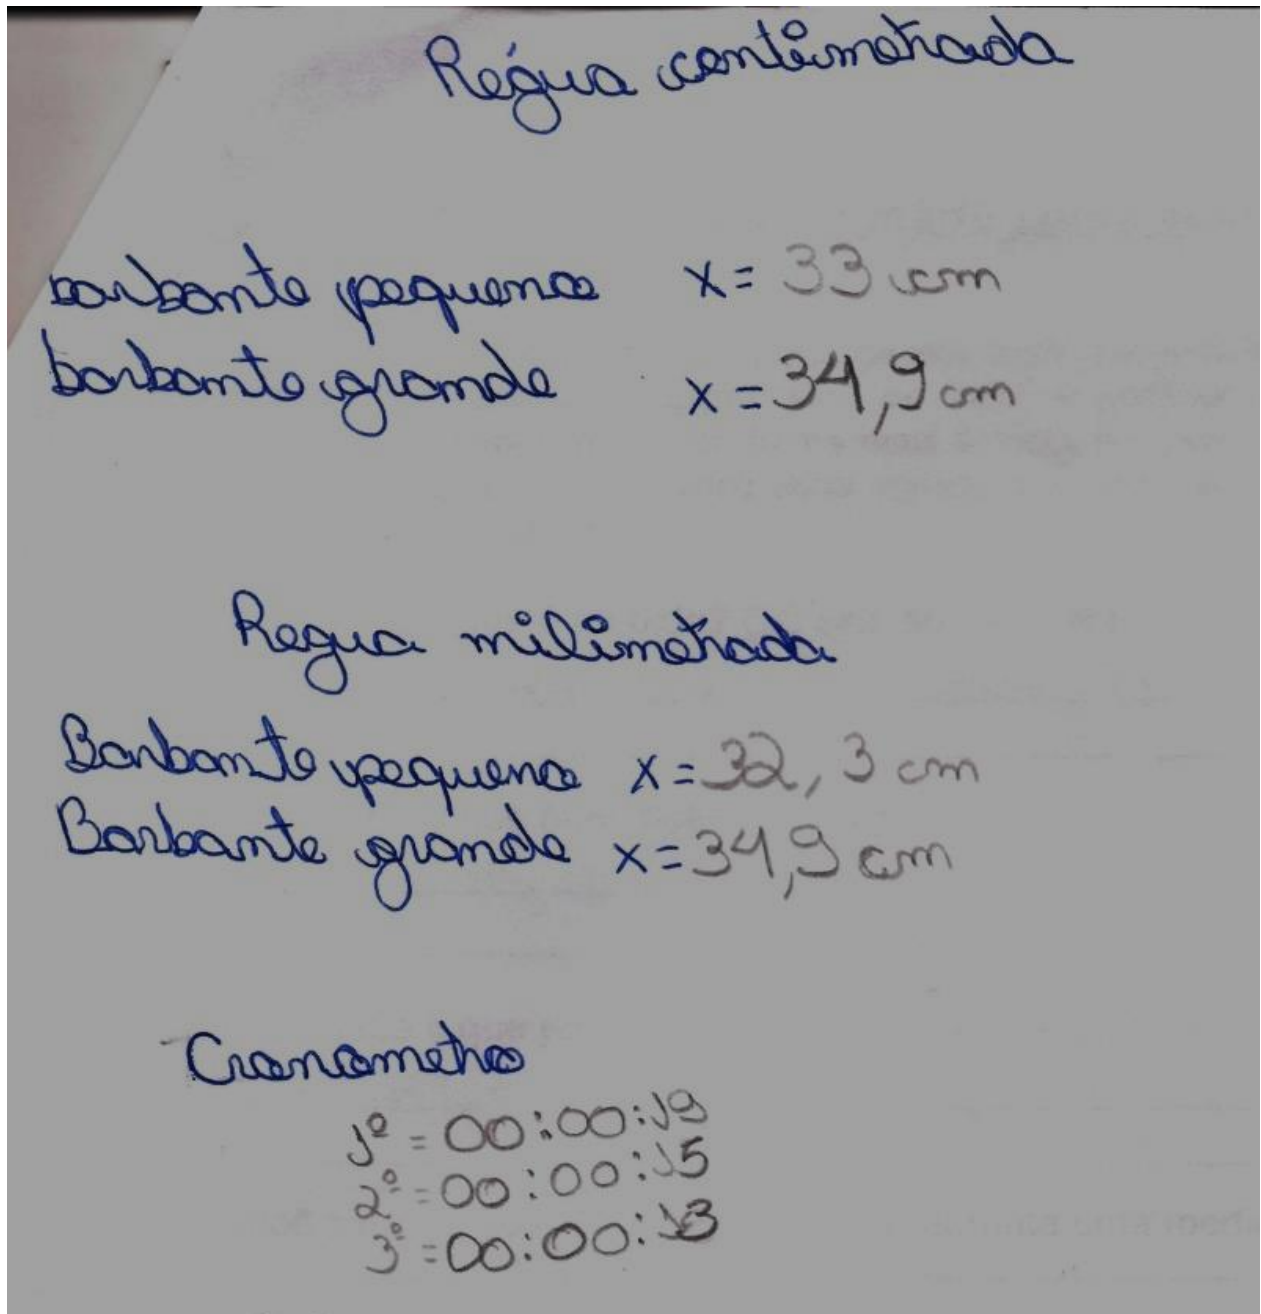 Régua centimetrada
barbante pequeno x= 33 cm
barbante grande x= 34,9 cm
Regua milimetrada
Barbante pequeno x= 32,3 cm
Barbante grande x= 34,9 cm
Cronometro
1º = 00:00:19
2º = 00:00:15
3º = 00:00:13